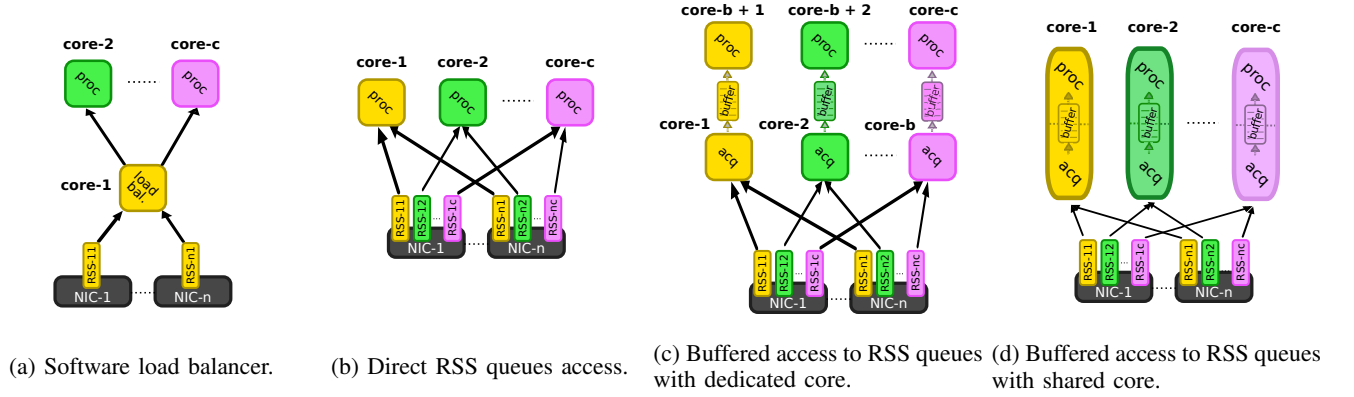 core-2
core-c
proc
......
proc
core-1
load
bal.
RSS-11
RSS-n1
NIC-1
......
NIC-n
(a) Software load balancer.
core-1
core-2
core-c
proc
proc
......
proc
RSS-11
RSS-12
...
RSS-1c
RSS-n1
RSS-n2
...
RSS-nc
NIC-1
......
NIC-n
(b) Direct RSS queues access.
core-b + 1
core-b + 2
core-c
proc
proc
......
proc
buffer
buffer
buffer
core-1
core-2
core-b
acq
acq
......
acq
RSS-11
RSS-12
...
RSS-1c
RSS-n1
RSS-n2
...
RSS-nc
NIC-1
......
NIC-n
(c) Buffered access to RSS queues
with dedicated core.
core-1
core-2
core-c
proc
proc
proc
buffer
buffer
......
buffer
acq
acq
acq
RSS-11
RSS-12
...
RSS-1c
RSS-n1
RSS-n2
...
RSS-nc
NIC-1
......
NIC-n
(d) Buffered access to RSS queues
with shared core.